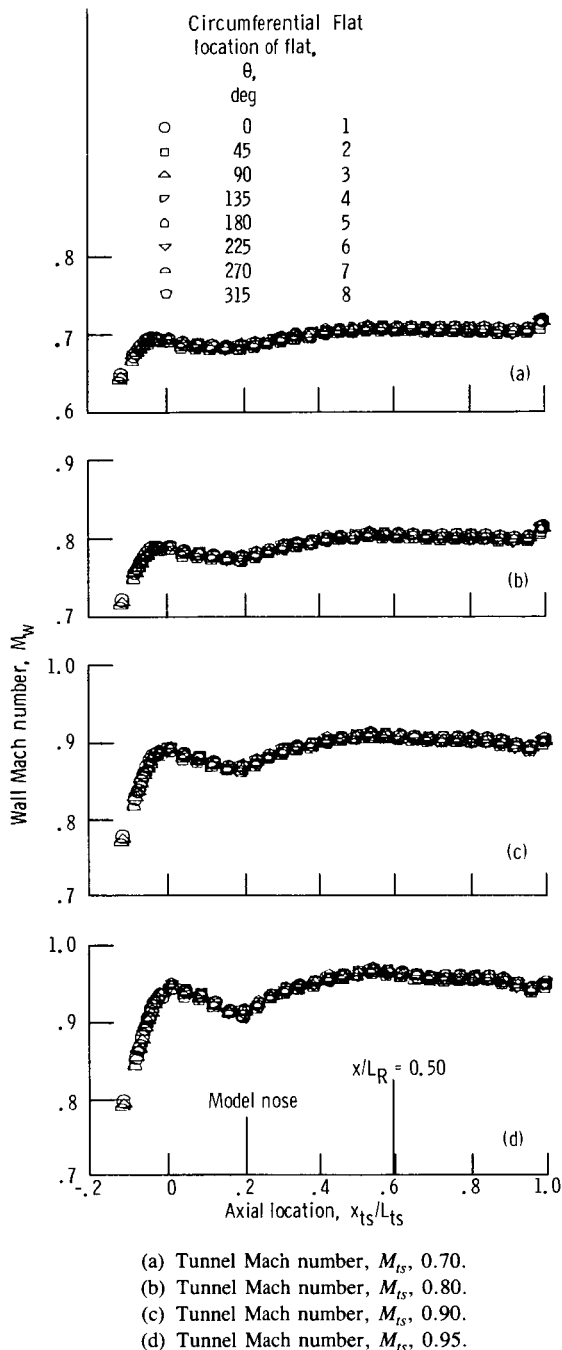 Circumferential Flat
location of flat,
θ,
deg
0 1
45 2
90 3
135 4
180 5
225 6
270 7
315 8
.8
.7
.6
(a)
.9
.8
.7
(b)
1.0
.9
.8
.7
(c)
Wall Mach number, M_w
1.0
.9
.8
.7
x/L_R = 0.50
Model nose
(d)
-.2 0 .2 .4 .6 .8 1.0
Axial location, x_ts/L_ts
(a) Tunnel Mach number, M_ts, 0.70.
(b) Tunnel Mach number, M_ts, 0.80.
(c) Tunnel Mach number, M_ts, 0.90.
(d) Tunnel Mach number, M_ts, 0.95.